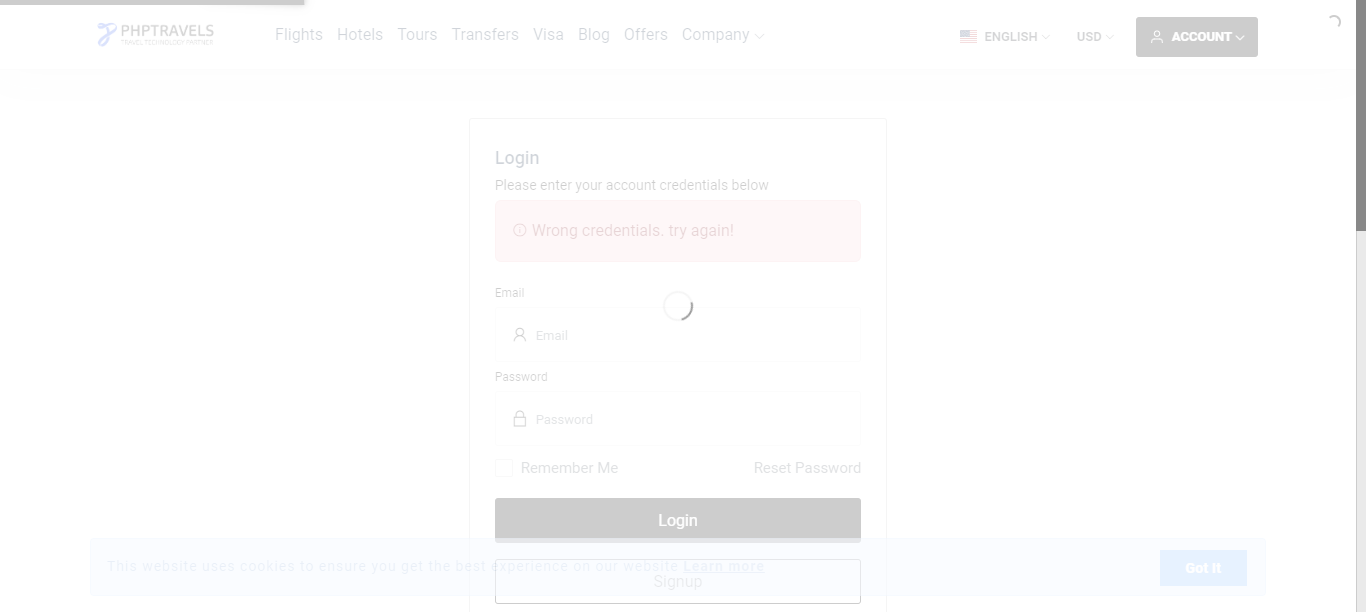 PHPTRAVELS
TRAVEL TECHNOLOGY PARTNER
Flights Hotels Tours Transfers Visa Blog Offers Company
ENGLISH USD ACCOUNT
Login
Please enter your account credentials below
Wrong credentials. try again!
Email
Email
Password
Password
Remember Me Reset Password
Login
This website uses cookies to ensure you get the best experience on our website Learn more Got It
Signup